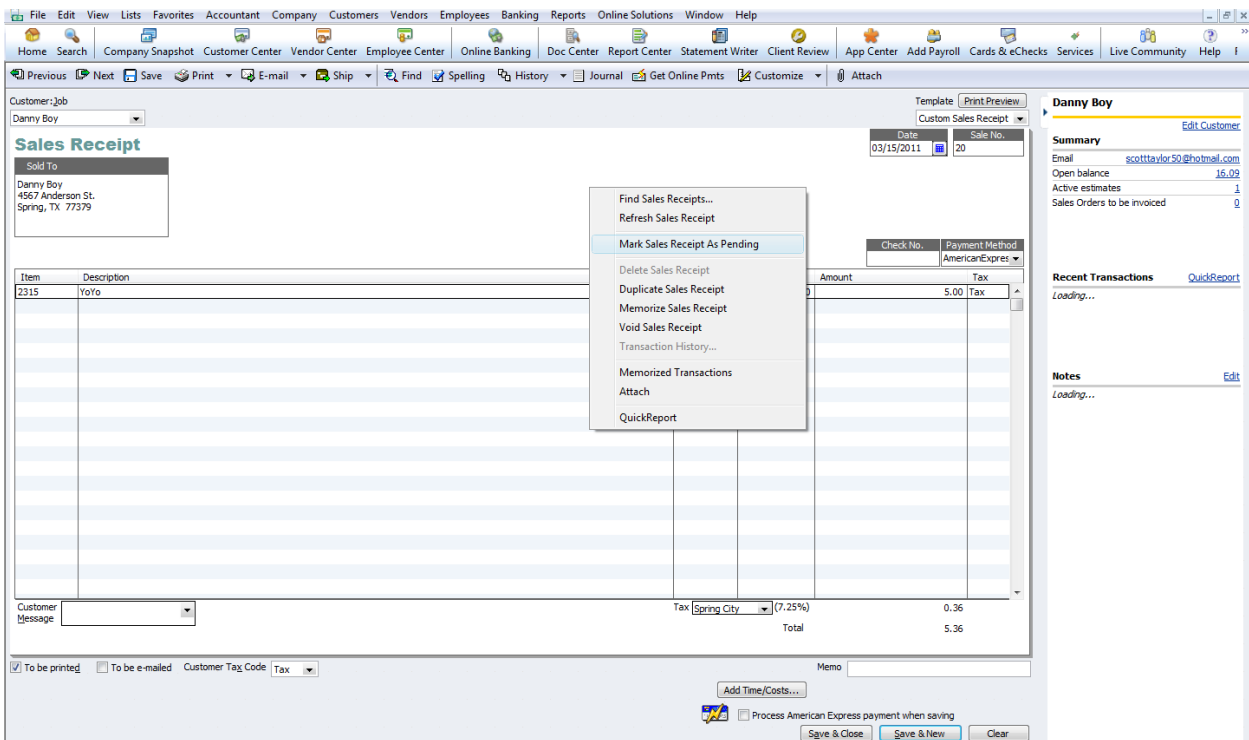 File Edit View Lists Favorites Accountant Company Customers Vendors Employees Banking Reports Online Solutions Window Help
Home Search Company Snapshot Customer Center Vendor Center Employee Center Online Banking Doc Center Report Center Statement Writer Client Review App Center Add Payroll Cards & eChecks Services Live Community Help
Previous Next Save Print E-mail Ship Find Spelling History Journal Get Online Pmts Customize Attach
Customer:Job
Template Print Preview
Danny Boy
Custom Sales Receipt
Sales Receipt
Date Sale No.
03/15/2011 20
Sold To
Danny Boy
4567 Anderson St.
Spring, TX 77379
Check No. Payment Method
AmericanExpres
Item Description Amount Tax
2315 YoYo 5.00 Tax
Find Sales Receipts...
Refresh Sales Receipt
Mark Sales Receipt As Pending
Delete Sales Receipt
Duplicate Sales Receipt
Memorize Sales Receipt
Void Sales Receipt
Transaction History...
Memorized Transactions
Attach
QuickReport
Customer
Message
Tax Spring City (7.25%) 0.36
Total 5.36
To be printed To be e-mailed Customer Tax Code Tax
Memo
Add Time/Costs...
Process American Express payment when saving
Save & Close Save & New Clear
Danny Boy
Edit Customer
Summary
Email scotttaylor50@hotmail.com
Open balance 16.09
Active estimates 1
Sales Orders to be invoiced 0
Recent Transactions QuickReport
Loading...
Notes Edit
Loading...